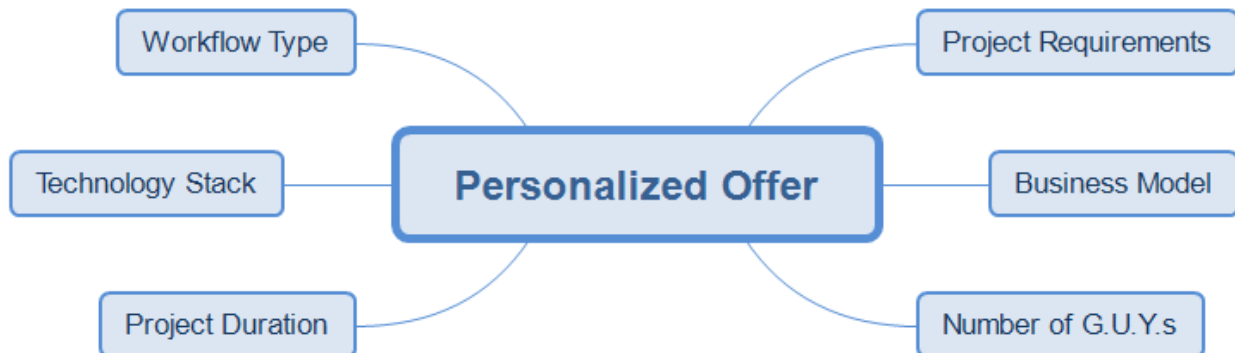 Workflow Type
Project Requirements
Technology Stack
Personalized Offer
Business Model
Project Duration
Number of G.U.Y.s